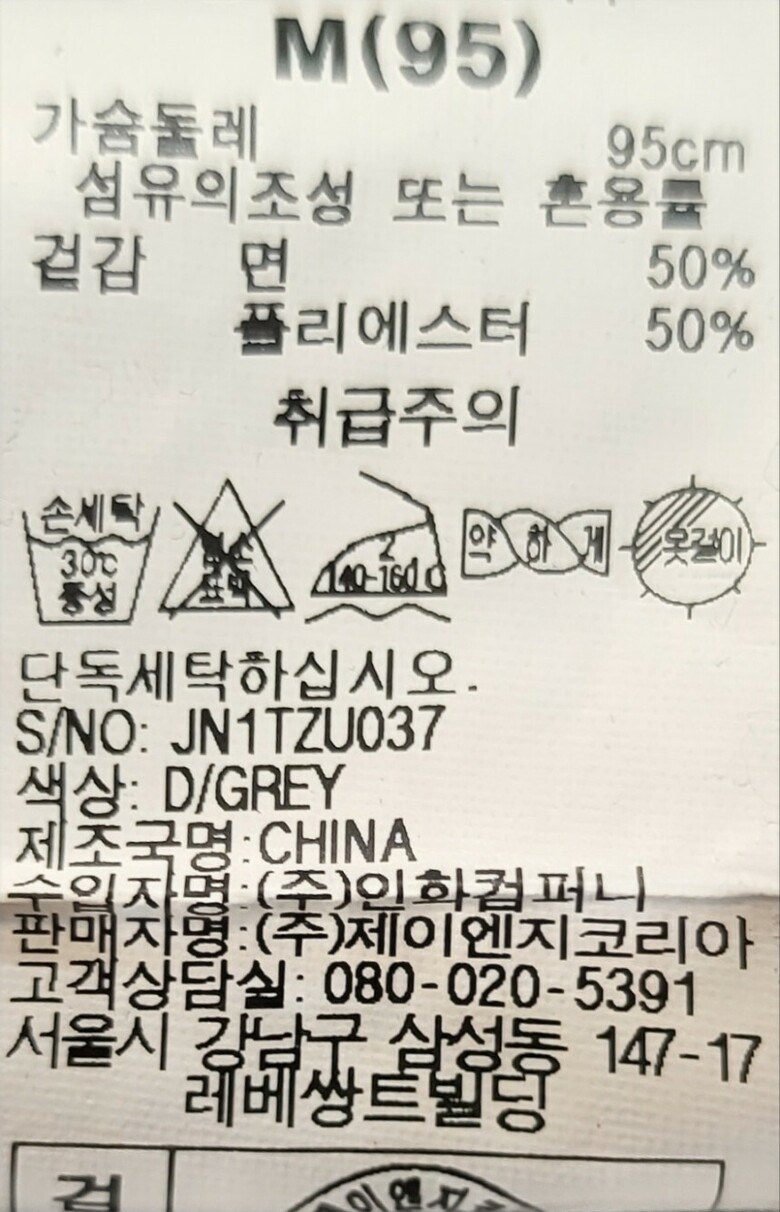 M(95)
가슴둘레 95cm
섬유의조성 또는 혼용률
겉감 면 50%
폴리에스터 50%
취급주의
손세탁
30℃
중성
2
140-160℃
약하게
옷걸이
단독세탁하십시오.
S/NO: JN1TZU037
색상: D/GREY
제조국명:CHINA
수입자명:(주)인화컴퍼니
판매자명:(주)제이엔지코리아
고객상담실: 080-020-5391
서울시 강남구 삼성동 147-17
레베쌍트빌딩
검